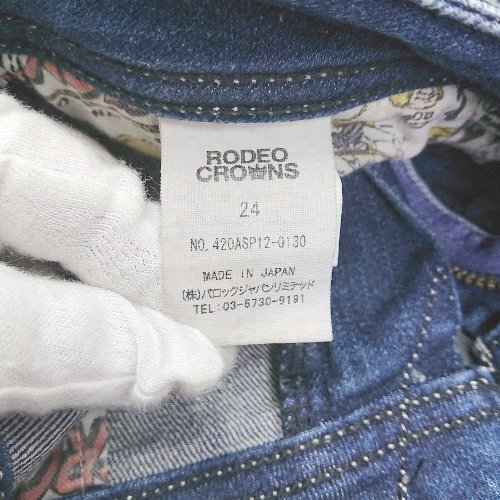 RODEO
CROWNS
24
NO. 420ASP12-0130
MADE IN JAPAN
(株)バロックジャパンリミテッド
TEL: 03-6730-9191